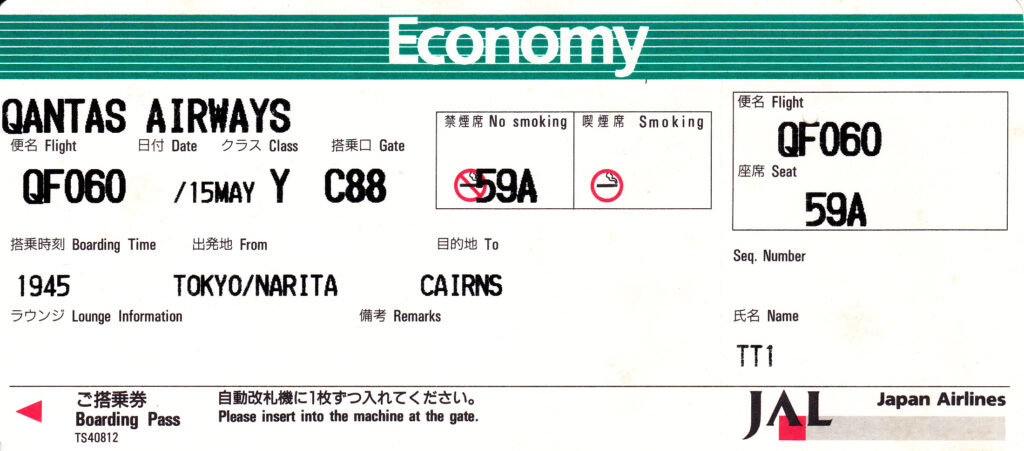 Economy
QANTAS AIRWAYS
便名 Flight 日付 Date クラス Class 搭乗口 Gate
QF060 /15MAY Y C88
禁煙席 No smoking 喫煙席 Smoking
59A
便名 Flight
QF060
座席 Seat
59A
搭乗時刻 Boarding Time 出発地 From 目的地 To
1945 TOKYO/NARITA CAIRNS
Seq. Number
ラウンジ Lounge Information 備考 Remarks
氏名 Name
TT1
ご搭乗券 自動改札機に1枚ずつ入れてください。
Boarding Pass Please insert into the machine at the gate.
TS40812
JAL Japan Airlines